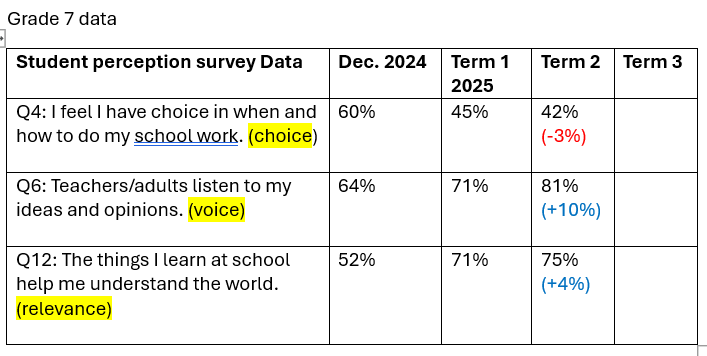 Grade 7 data
Student perception survey Data Dec. 2024 Term 1 Term 2 Term 3
2025
Q4: I feel I have choice in when and 60% 45% 42%
how to do my school work. (choice) (-3%)
Q6: Teachers/adults listen to my 64% 71% 81%
ideas and opinions. (voice) (+10%)
Q12: The things I learn at school 52% 71% 75%
help me understand the world. (+4%)
(relevance)